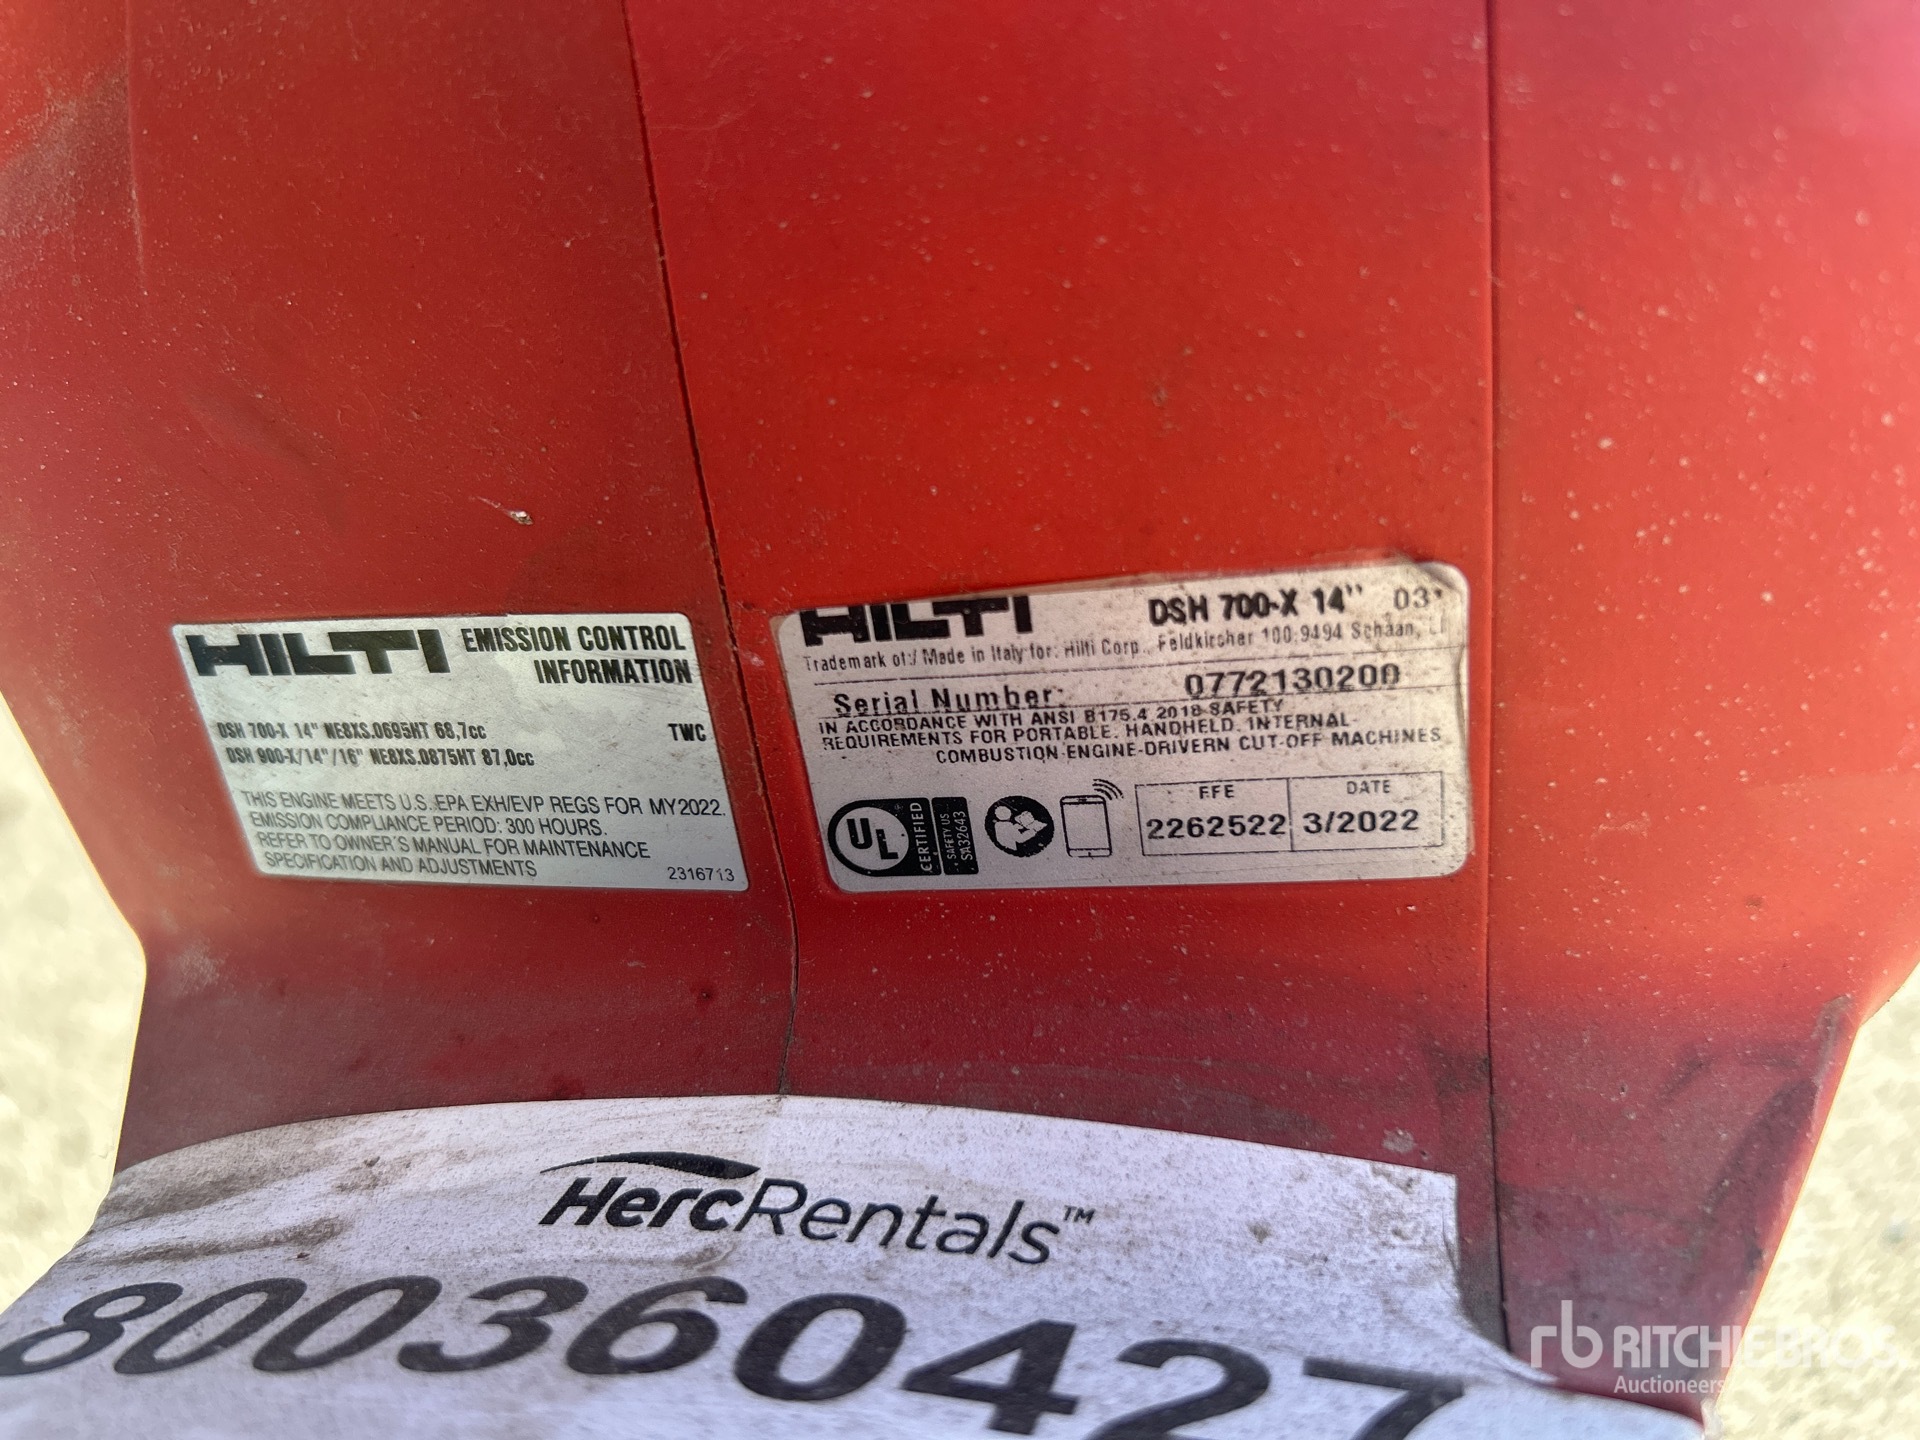 HILTI EMISSION CONTROL
INFORMATION
DSH 700-X 14" NE8XS.0695HT 68,7cc TWC
DSH 900-X/14"/16" NE8XS.0875HT 87,0cc
THIS ENGINE MEETS U.S. EPA EXH/EVP REGS FOR MY2022.
EMISSION COMPLIANCE PERIOD: 300 HOURS.
REFER TO OWNER'S MANUAL FOR MAINTENANCE
SPECIFICATION AND ADJUSTMENTS 2316713
HILTI DSH 700-X 14" 03
Trademark of:/ Made in Italy for: Hilti Corp., Feldkircher 100,9494 Schaan, LI
Serial Number: 0772130200
IN ACCORDANCE WITH ANSI B175.4 2018 SAFETY
REQUIREMENTS FOR PORTABLE. HANDHELD. INTERNAL
COMBUSTION-ENGINE-DRIVERN CUT-OFF MACHINES
UL CERTIFIED
SAFETY US
SA32643
FFE DATE
2262522 3/2022
HercRentals™
800360427
rb RITCHIE BROS.
Auctioneers